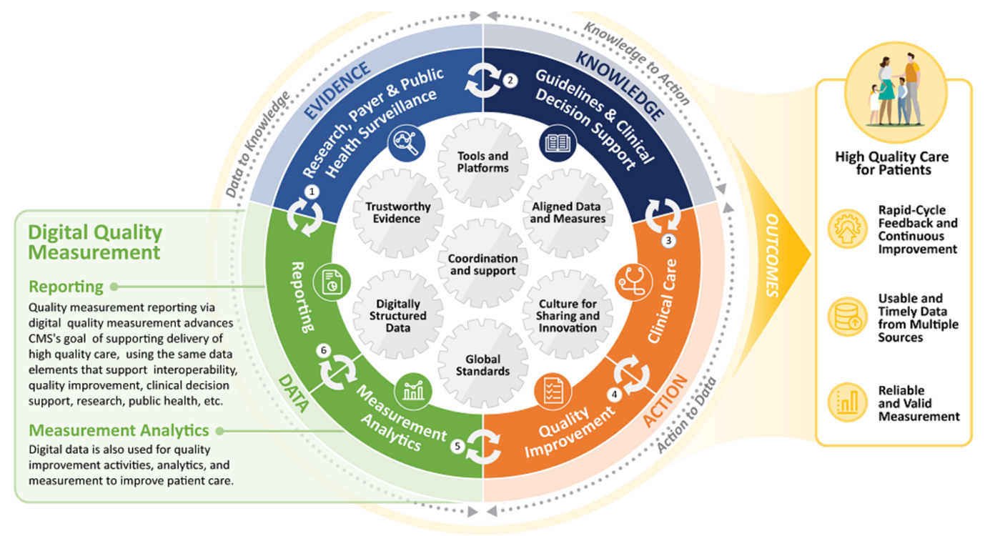 Digital Quality
Measurement
Reporting
Quality measurement reporting via
digital quality measurement advances
CMS's goal of supporting delivery of
high quality care, using the same data
elements that support interoperability,
quality improvement, clinical decision
support, research, public health, etc.
Measurement Analytics
Digital data is also used for quality
improvement activities, analytics, and
measurement to improve patient care.
Data to Knowledge
Knowledge to Action
Action to Data
EVIDENCE
Research, Payer & Public
Health Surveillance
1
2
KNOWLEDGE
Guidelines & Clinical
Decision Support
3
Clinical Care
ACTION
4
Quality
Improvement
5
Measurement
Analytics
DATA
6
Reporting
Tools and
Platforms
Trustworthy
Evidence
Aligned Data
and Measures
Coordination
and support
Digitally
Structured
Data
Culture for
Sharing and
Innovation
Global
Standards
OUTCOMES
High Quality Care
for Patients
Rapid-Cycle
Feedback and
Continuous
Improvement
Usable and
Timely Data
from Multiple
Sources
Reliable
and Valid
Measurement